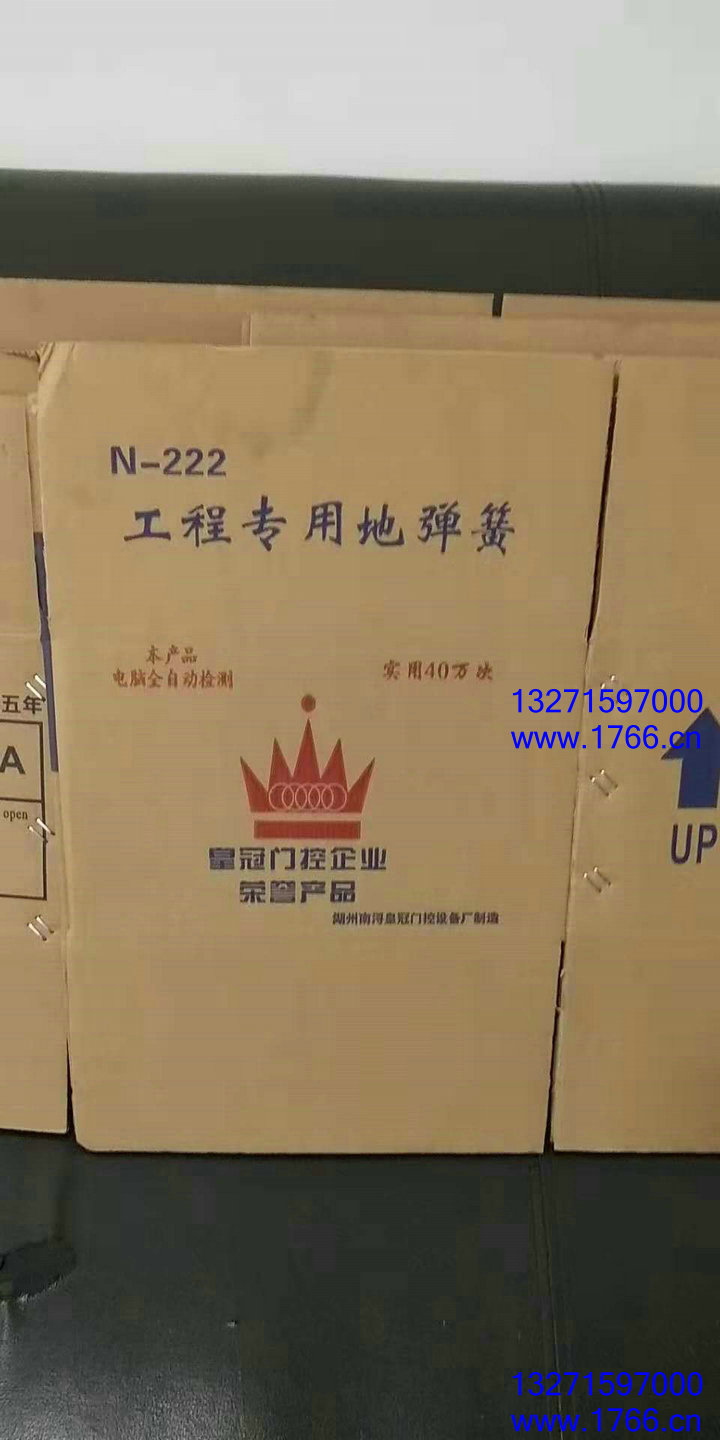 N-222
工程专用地弹簧
本产品
电脑全自动检测
实用40万次
皇冠门控企业
荣誉产品
湖州南浔皇冠门控设备厂制造
五年
A
open
UP
13271597000
www.1766.cn
13271597000
www.1766.cn